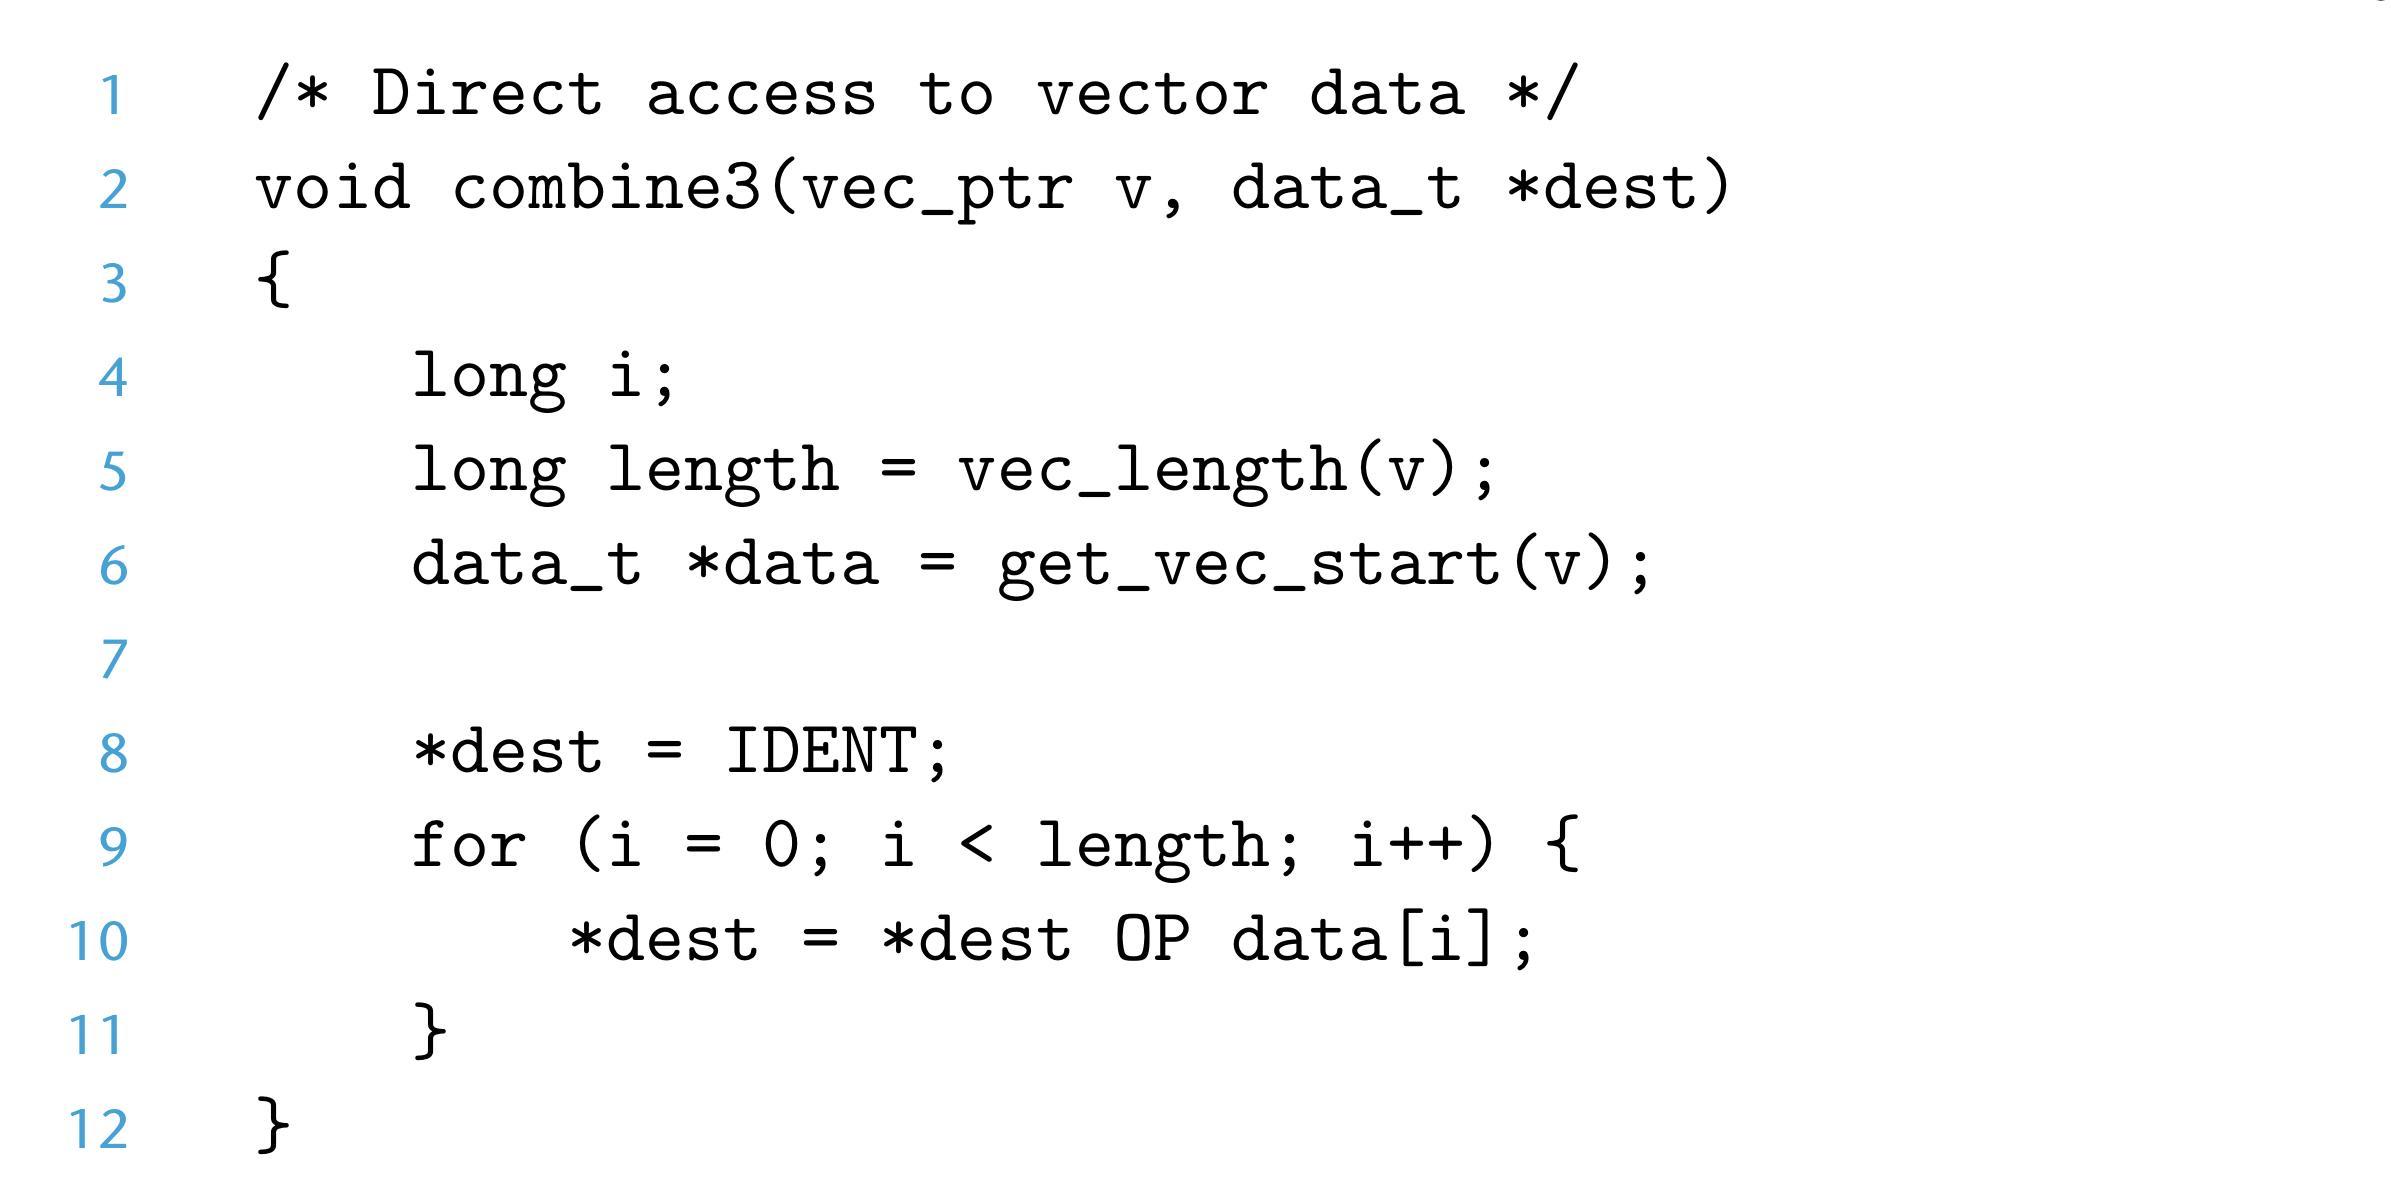 1 /* Direct access to vector data */
2 void combine3(vec_ptr v, data_t *dest)
3 {
4     long i;
5     long length = vec_length(v);
6     data_t *data = get_vec_start(v);
7
8     *dest = IDENT;
9     for (i = 0; i < length; i++) {
10         *dest = *dest OP data[i];
11     }
12 }